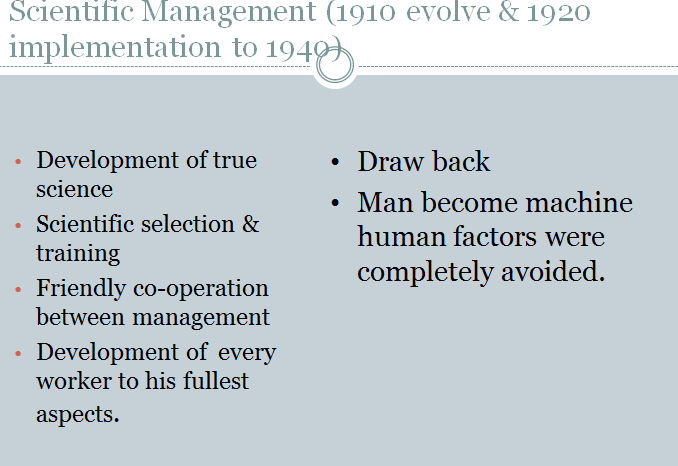 Scientific Management (1910 evolve & 1920
implementation to 1940)
• Development of true
science
• Scientific selection &
training
• Friendly co-operation
between management
• Development of every
worker to his fullest
aspects.
• Draw back
• Man become machine
human factors were
completely avoided.